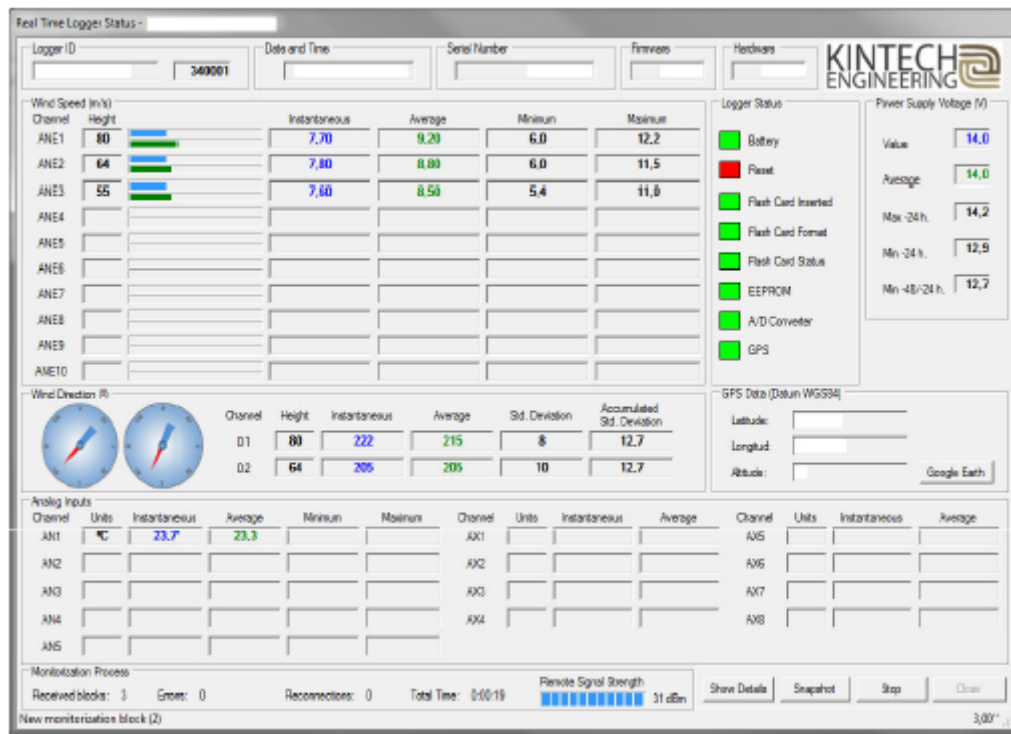 Real Time Logger Status -
Logger ID
340001
Date and Time
Serial Number
Firmware
Hardware
KINTECH
ENGINEERING
Wind Speed (m/s)
Channel Height Instantaneous Average Minimum Maximum
ANE1 80 7,70 9,20 6,0 12,2
ANE2 64 7,80 8,80 6,0 11,5
ANE3 55 7,60 8,50 5,4 11,0
ANE4
ANE5
ANE6
ANE7
ANE8
ANE9
ANE10
Logger Status
Battery
Reset
Flash Card Inserted
Flash Card Format
Flash Card Status
EEPROM
A/D Converter
GPS
Power Supply Voltage (V)
Value 14,0
Average 14,0
Max -24 h. 14,2
Min -24 h. 12,9
Min -48/-24 h. 12,7
Wind Direction (º)
Channel Height Instantaneous Average Std. Deviation Accumulated Std. Deviation
D1 80 222 215 8 12,7
D2 64 205 205 10 12,7
GPS Data (Datum WGS84)
Latitude:
Longitud:
Altitude:
Google Earth
Analog Inputs
Channel Units Instantaneous Average Minimum Maximum Channel Units Instantaneous Average Channel Units Instantaneous Average
AN1 ºC 23,7 23,3 AX1 AX5
AN2 AX2 AX6
AN3 AX3 AX7
AN4 AX4 AX8
AN5
Monitorization Process
Received blocks: 3 Errors: 0 Reconnections: 0 Total Time: 0:00:19
Remote Signal Strength
31 dBm
Show Details Snapshot Stop Close
New monitorization block (2) 3,00''